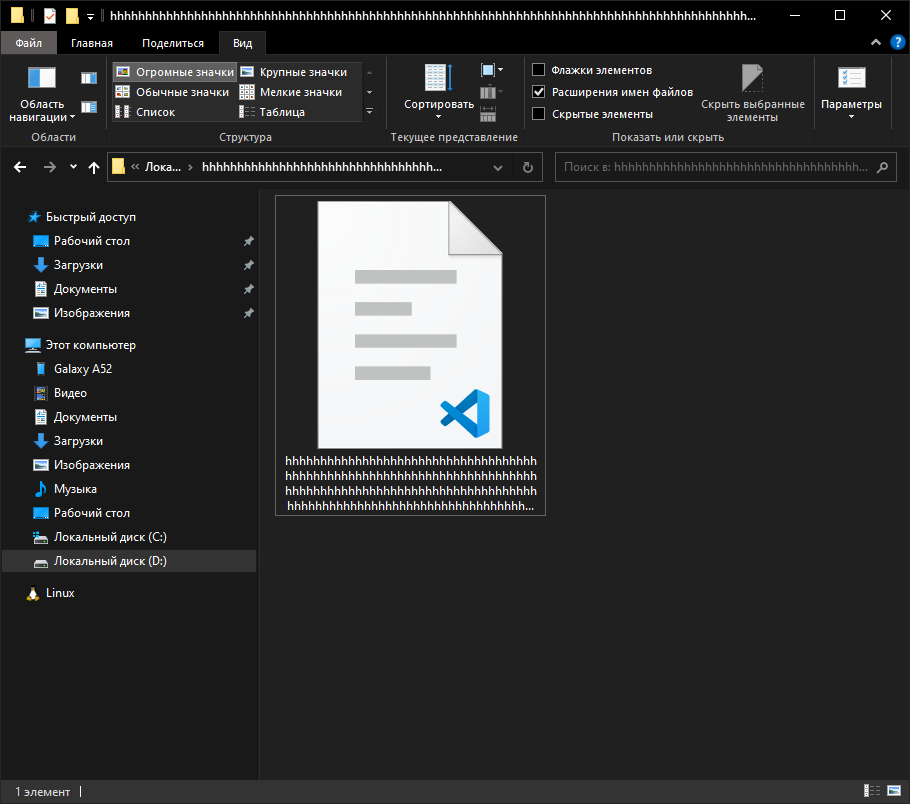 hhhhhhhhhhhhhhhhhhhhhhhhhhhhhhhhhhhhhhhhhhhhhhhhhhhhhhhhhhhhhhhhhhhhhhhhhhhhhhhhhhhhhhhhhhh...
Файл Главная Поделиться Вид
Огромные значки Крупные значки
Обычные значки Мелкие значки
Список Таблица
Область навигации
Сортировать
Флажки элементов
Расширения имен файлов
Скрытые элементы
Скрыть выбранные элементы
Параметры
Области Структура Текущее представление Показать или скрыть
« Лока... › hhhhhhhhhhhhhhhhhhhhhhhhhhhhhhhhh...
Поиск в: hhhhhhhhhhhhhhhhhhhhhhhhhhhhhhhhhhh...
Быстрый доступ
Рабочий стол
Загрузки
Документы
Изображения
Этот компьютер
Galaxy A52
Видео
Документы
Загрузки
Изображения
Музыка
Рабочий стол
Локальный диск (C:)
Локальный диск (D:)
Linux
hhhhhhhhhhhhhhhhhhhhhhhhhhhhhhhhhhhh
hhhhhhhhhhhhhhhhhhhhhhhhhhhhhhhhhhhh
hhhhhhhhhhhhhhhhhhhhhhhhhhhhhhhhhhhh
hhhhhhhhhhhhhhhhhhhhhhhhhhhhhhhhhh...
1 элемент